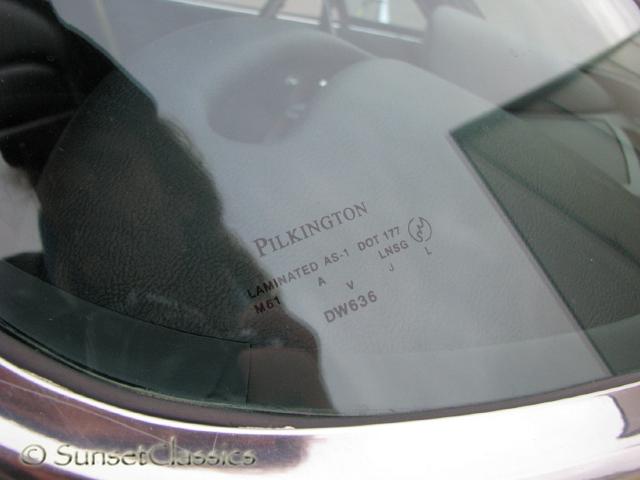 PILKINGTON
LAMINATED AS-1 DOT 177
M61 A V LNSG J L
DW636
© SunsetClassics